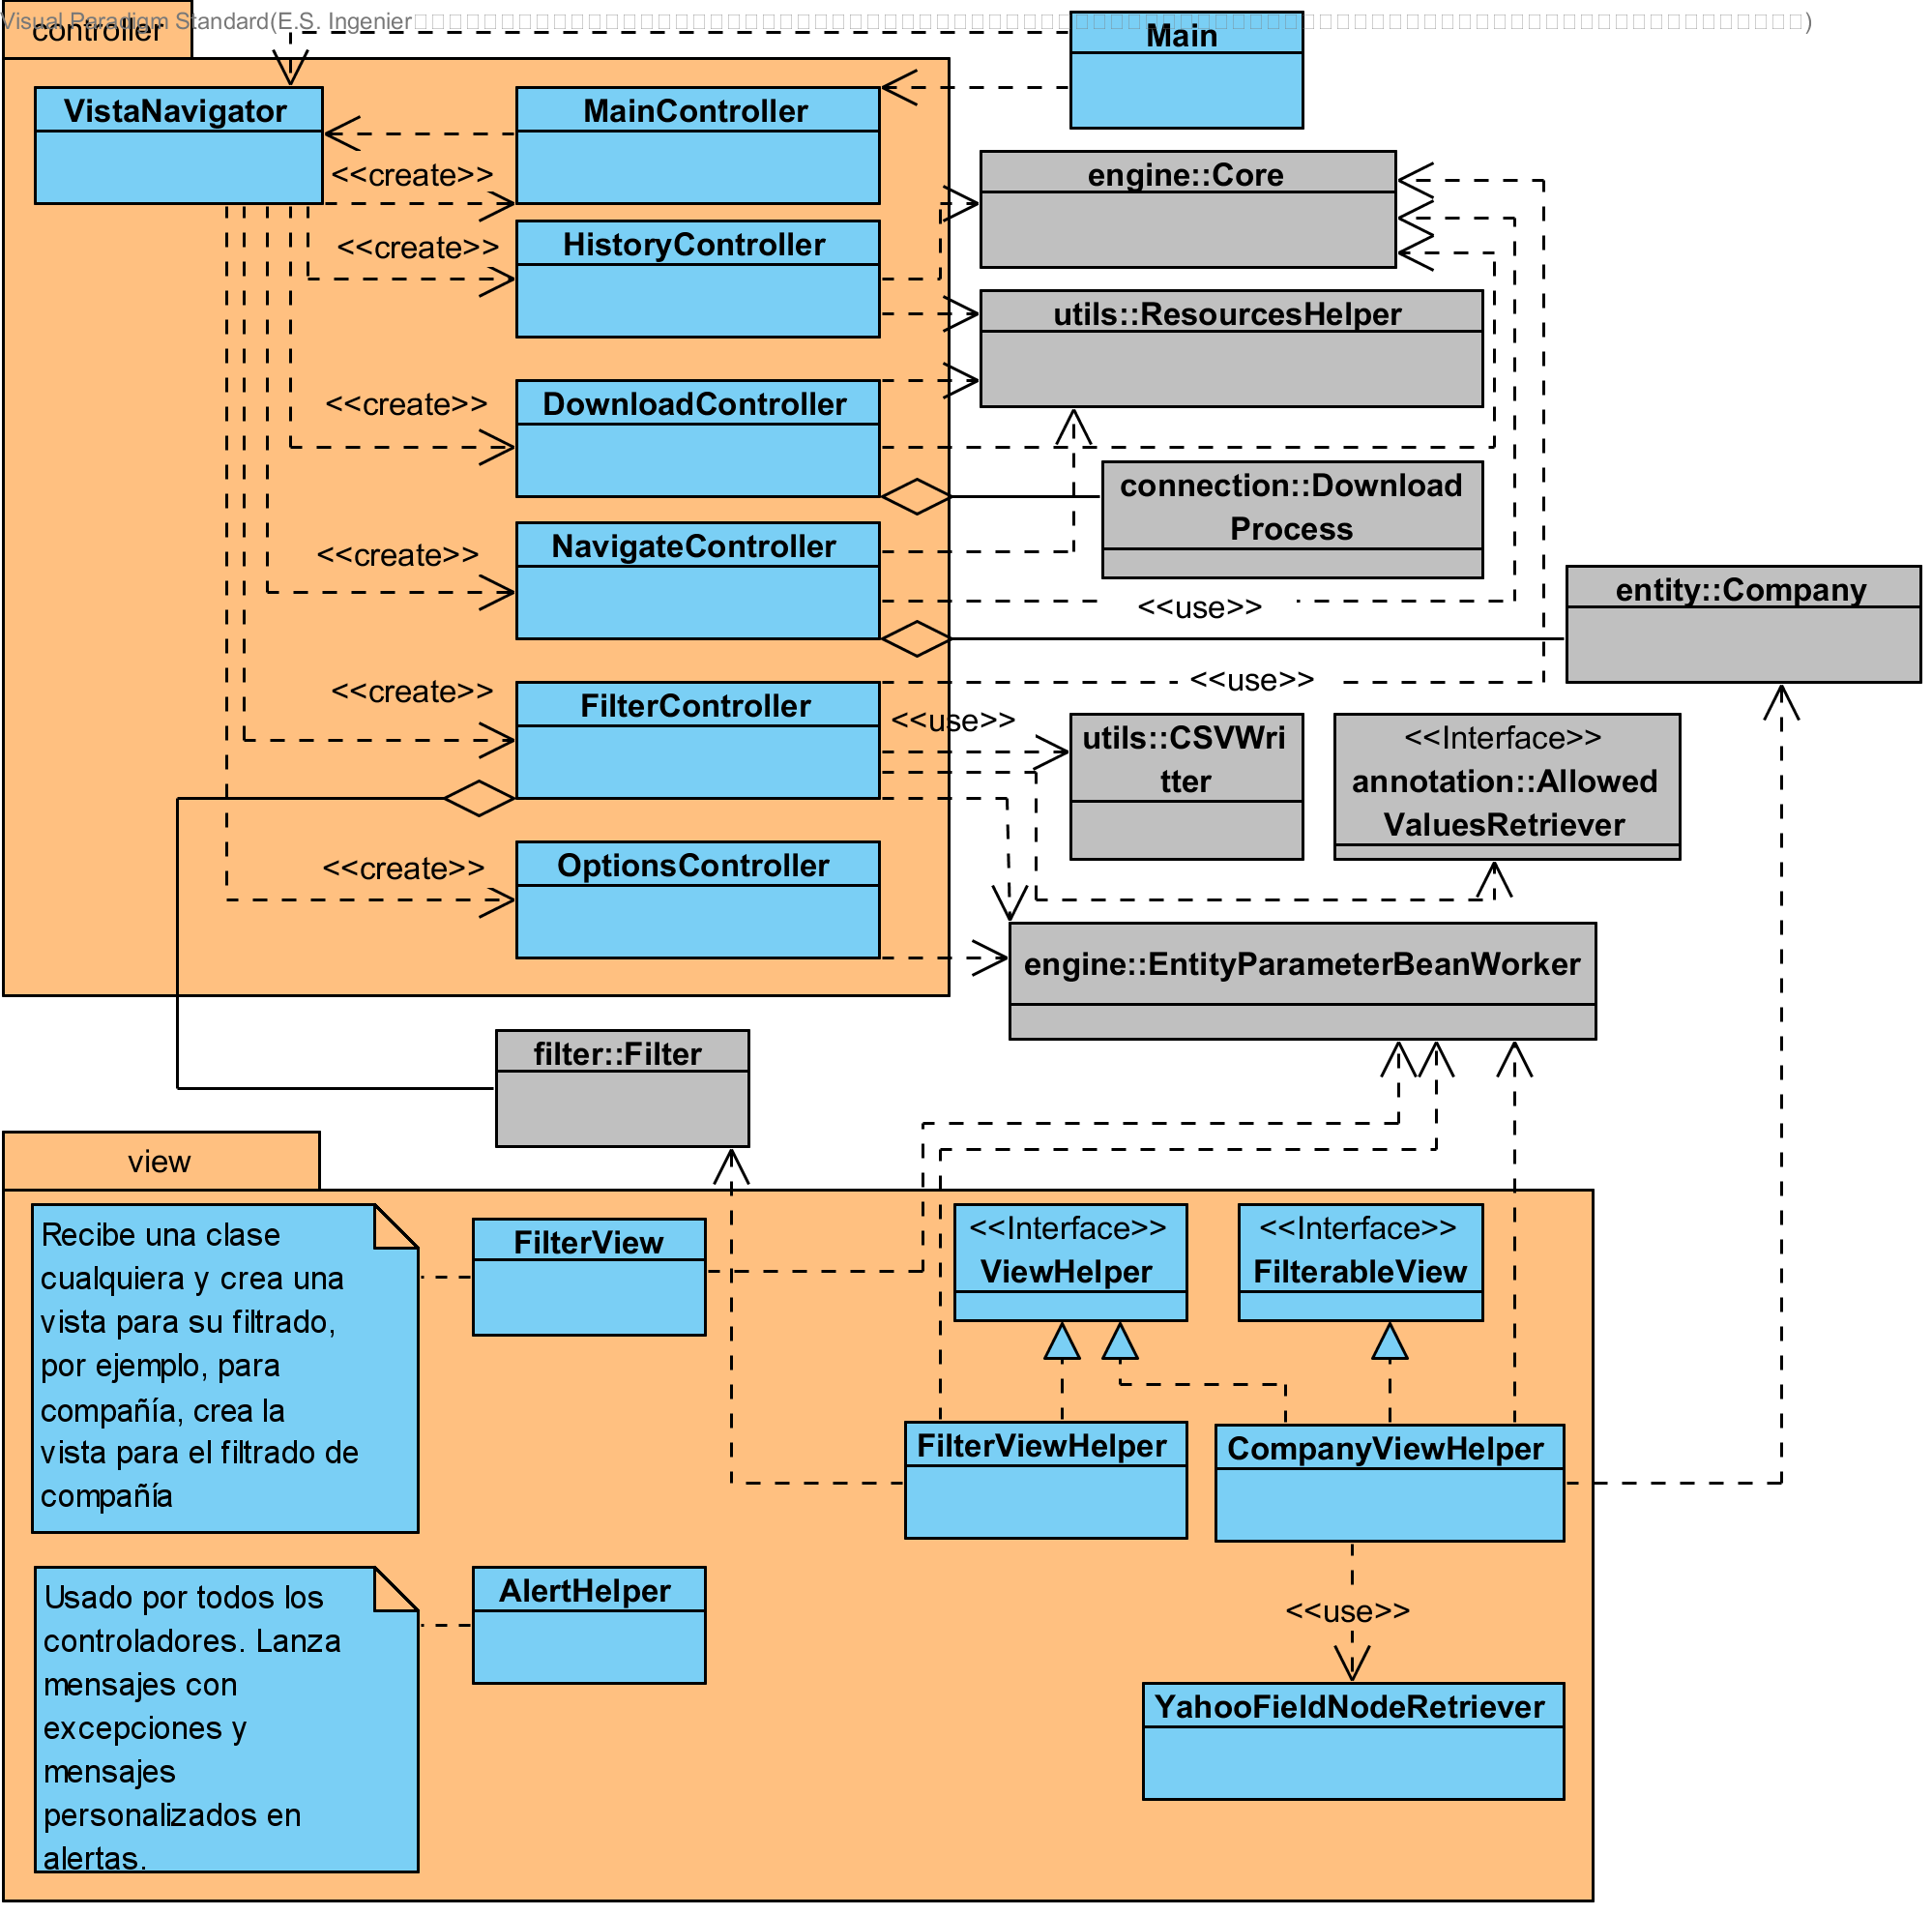 Visual Paradigm Standard(E.S. Ingenier
controller
Main
VistaNavigator
MainController
<<create>>
engine::Core
<<create>>
HistoryController
utils::ResourcesHelper
<<create>>
DownloadController
connection::Download
Process
<<create>>
NavigateController
<<use>>
entity::Company
<<create>>
FilterController
<<use>>
<<use>>
utils::CSVWri
tter
<<Interface>>
annotation::Allowed
ValuesRetriever
<<create>>
OptionsController
engine::EntityParameterBeanWorker
filter::Filter
view
Recibe una clase
cualquiera y crea una
vista para su filtrado,
por ejemplo, para
compañía, crea la
vista para el filtrado de
compañía
FilterView
<<Interface>>
ViewHelper
<<Interface>>
FilterableView
FilterViewHelper
CompanyViewHelper
Usado por todos los
controladores. Lanza
mensajes con
excepciones y
mensajes
personalizados en
alertas.
AlertHelper
<<use>>
YahooFieldNodeRetriever